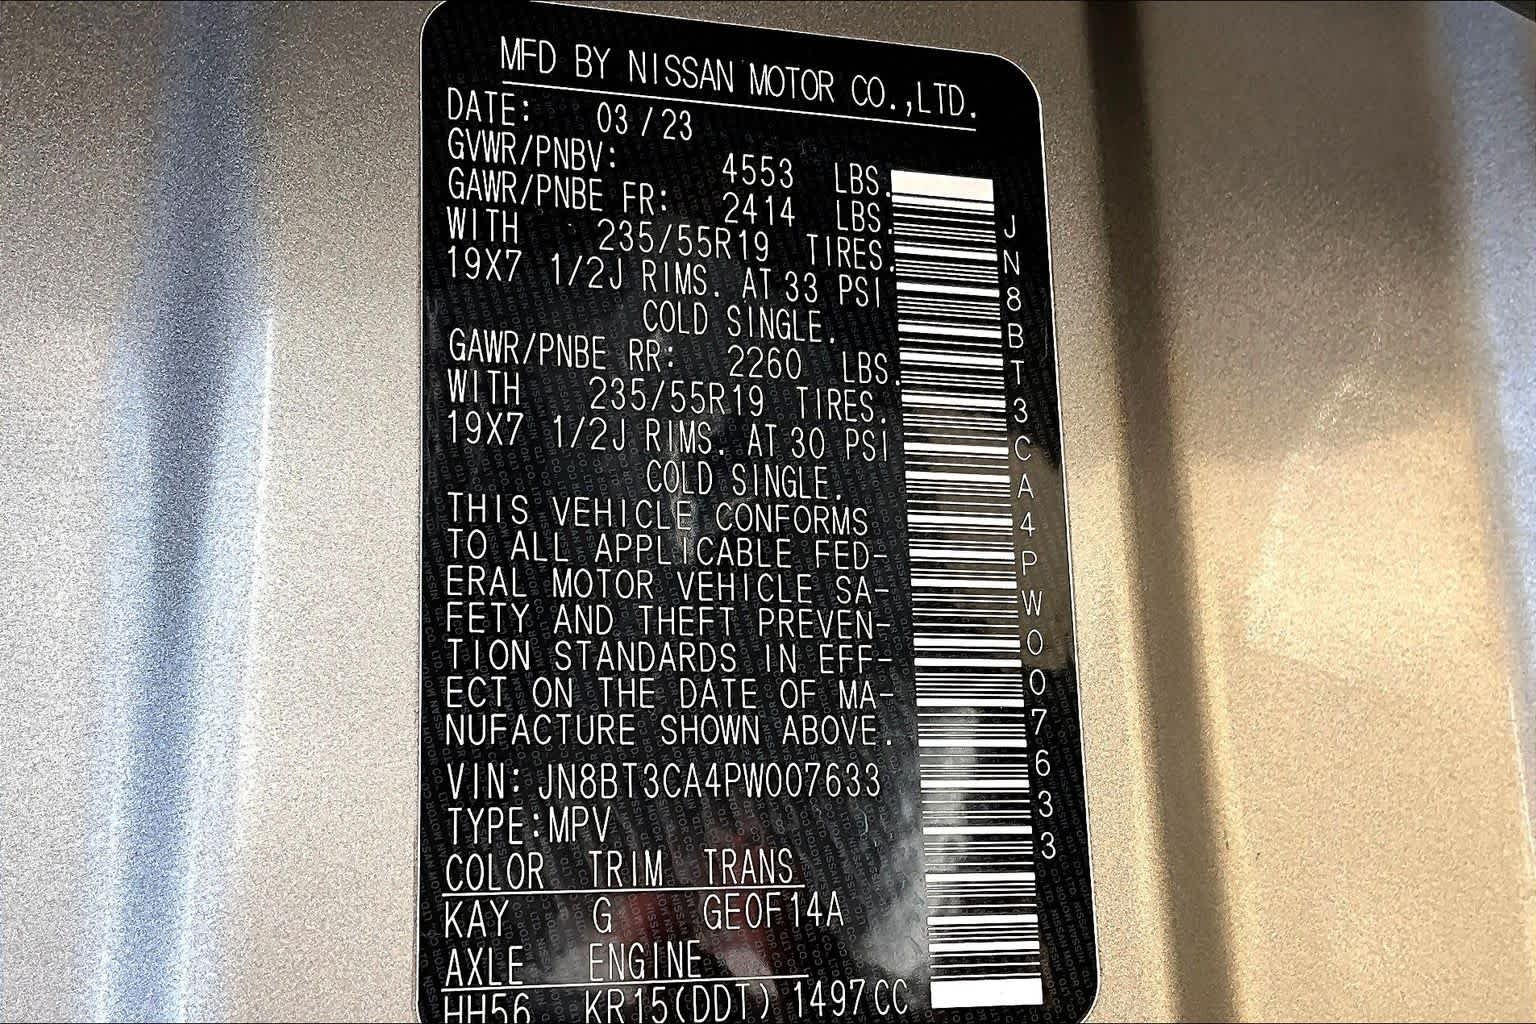 MFD BY NISSAN MOTOR CO.,LTD.
DATE: 03/23
GVWR/PNBV: 4553 LBS.
GAWR/PNBE FR: 2414 LBS.
WITH 235/55R19 TIRES.
19X7 1/2J RIMS. AT 33 PSI
COLD SINGLE.
GAWR/PNBE RR: 2260 LBS.
WITH 235/55R19 TIRES.
19X7 1/2J RIMS. AT 30 PSI
COLD SINGLE.
THIS VEHICLE CONFORMS
TO ALL APPLICABLE FED-
ERAL MOTOR VEHICLE SA-
FETY AND THEFT PREVEN-
TION STANDARDS IN EFF-
ECT ON THE DATE OF MA-
NUFACTURE SHOWN ABOVE.
VIN: JN8BT3CA4PW007633
TYPE:MPV
COLOR TRIM TRANS
KAY G GEOF14A
AXLE ENGINE
HH56 KR15(DDT) 1497CC
JN8BT3CA4PW007633